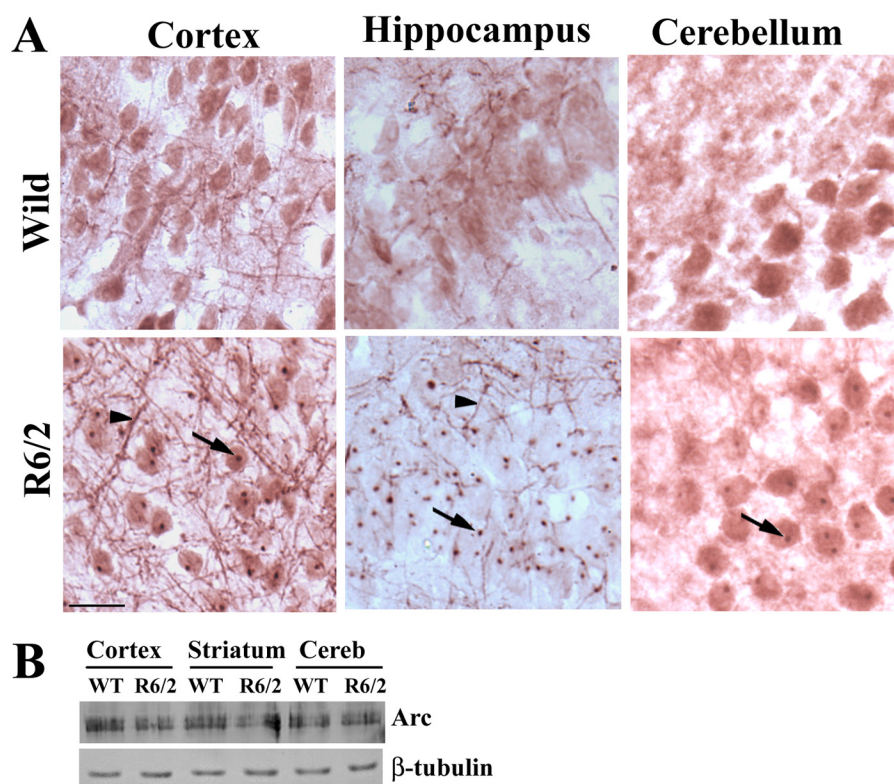 A
Cortex Hippocampus Cerebellum
Wild
R6/2
B
Cortex Striatum Cereb
WT R6/2 WT R6/2 WT R6/2
Arc
β-tubulin